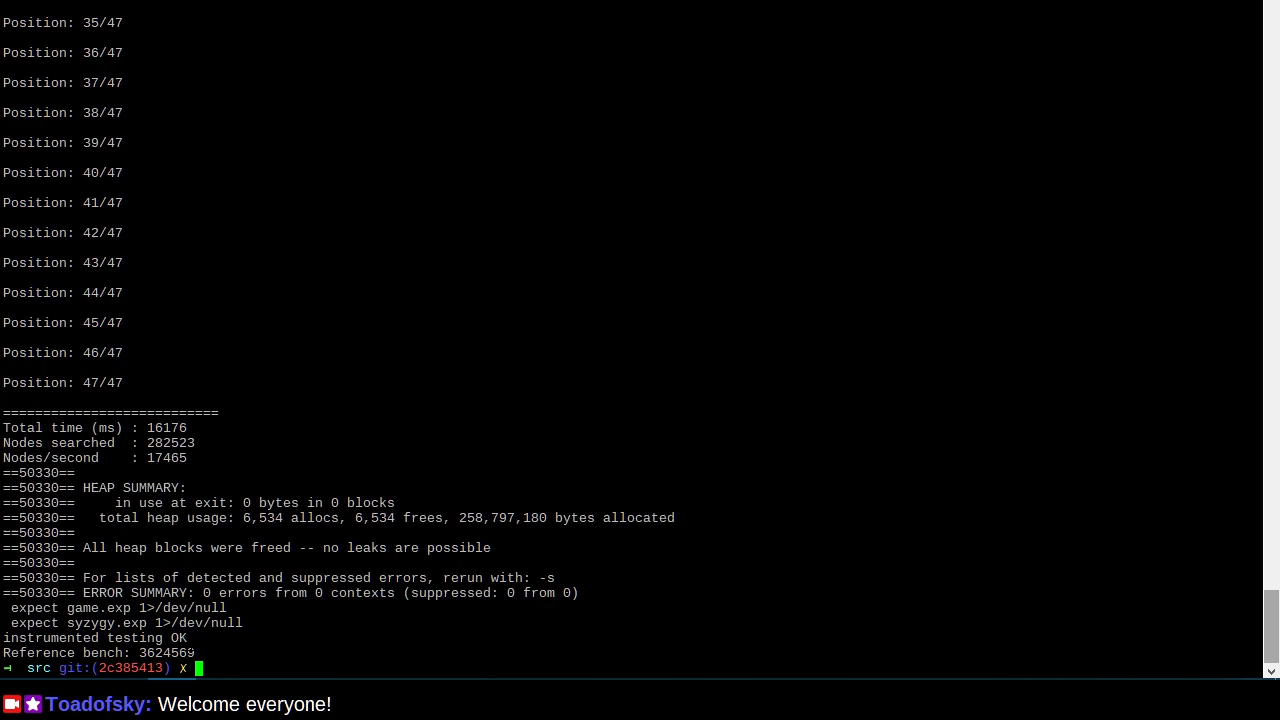 Position: 35/47
Position: 36/47
Position: 37/47
Position: 38/47
Position: 39/47
Position: 40/47
Position: 41/47
Position: 42/47
Position: 43/47
Position: 44/47
Position: 45/47
Position: 46/47
Position: 47/47
===========================
Total time (ms) : 16176
Nodes searched  : 282523
Nodes/second    : 17465
==50330==
==50330== HEAP SUMMARY:
==50330==     in use at exit: 0 bytes in 0 blocks
==50330==   total heap usage: 6,534 allocs, 6,534 frees, 258,797,180 bytes allocated
==50330==
==50330== All heap blocks were freed -- no leaks are possible
==50330==
==50330== For lists of detected and suppressed errors, rerun with: -s
==50330== ERROR SUMMARY: 0 errors from 0 contexts (suppressed: 0 from 0)
 expect game.exp 1>/dev/null
 expect syzygy.exp 1>/dev/null
instrumented testing OK
Reference bench: 3624569
→  src git:(2c385413) ✗
Toadofsky: Welcome everyone!